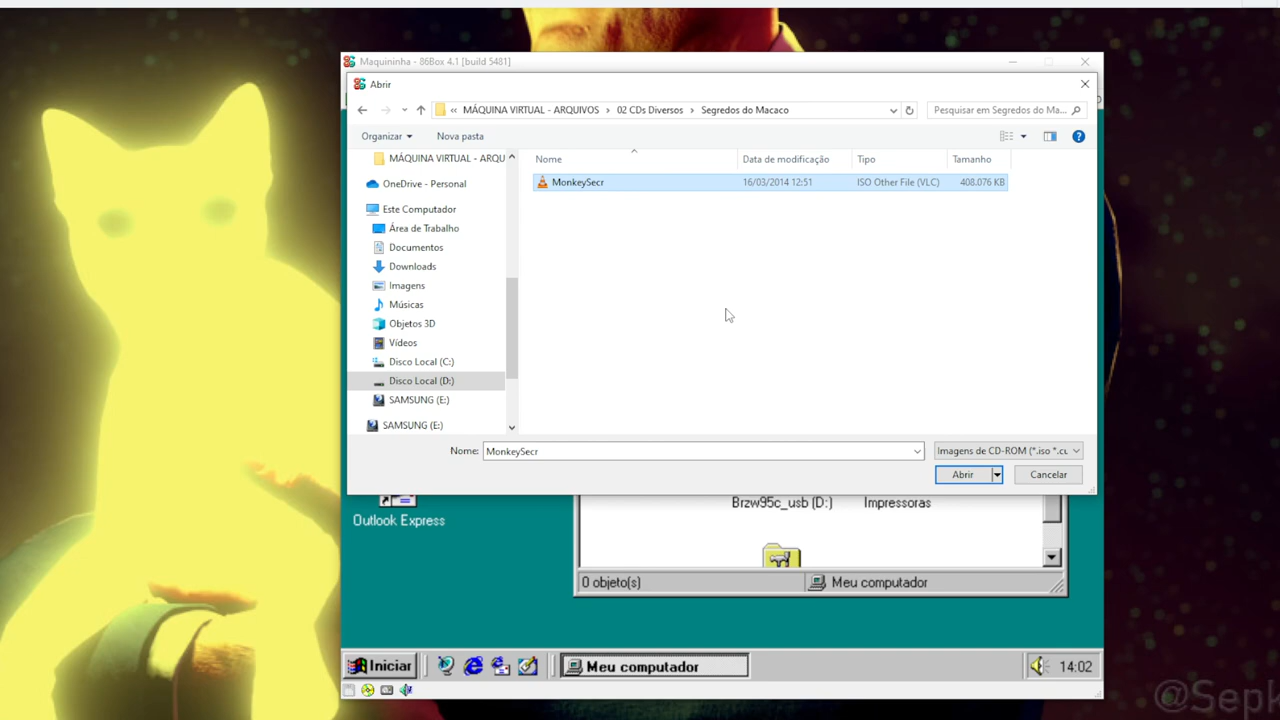 Maquininha - 86Box 4.1 [build 5481]
Abrir
« MÁQUINA VIRTUAL - ARQUIVOS › 02 CDs Diversos › Segredos do Macaco
Pesquisar em Segredos do Ma...
Organizar
Nova pasta
MÁQUINA VIRTUAL - ARQU
OneDrive - Personal
Este Computador
Área de Trabalho
Documentos
Downloads
Imagens
Músicas
Objetos 3D
Vídeos
Disco Local (C:)
Disco Local (D:)
SAMSUNG (E:)
SAMSUNG (E:)
Nome Data de modificação Tipo Tamanho
MonkeySecr 16/03/2014 12:51 ISO Other File (VLC) 408.076 KB
Nome: MonkeySecr
Imagens de CD-ROM (*.iso *.cu
Abrir
Cancelar
Outlook Express
Brzw95c_usb (D:) Impressoras
0 objeto(s) Meu computador
Iniciar
Meu computador
14:02
@Sepk